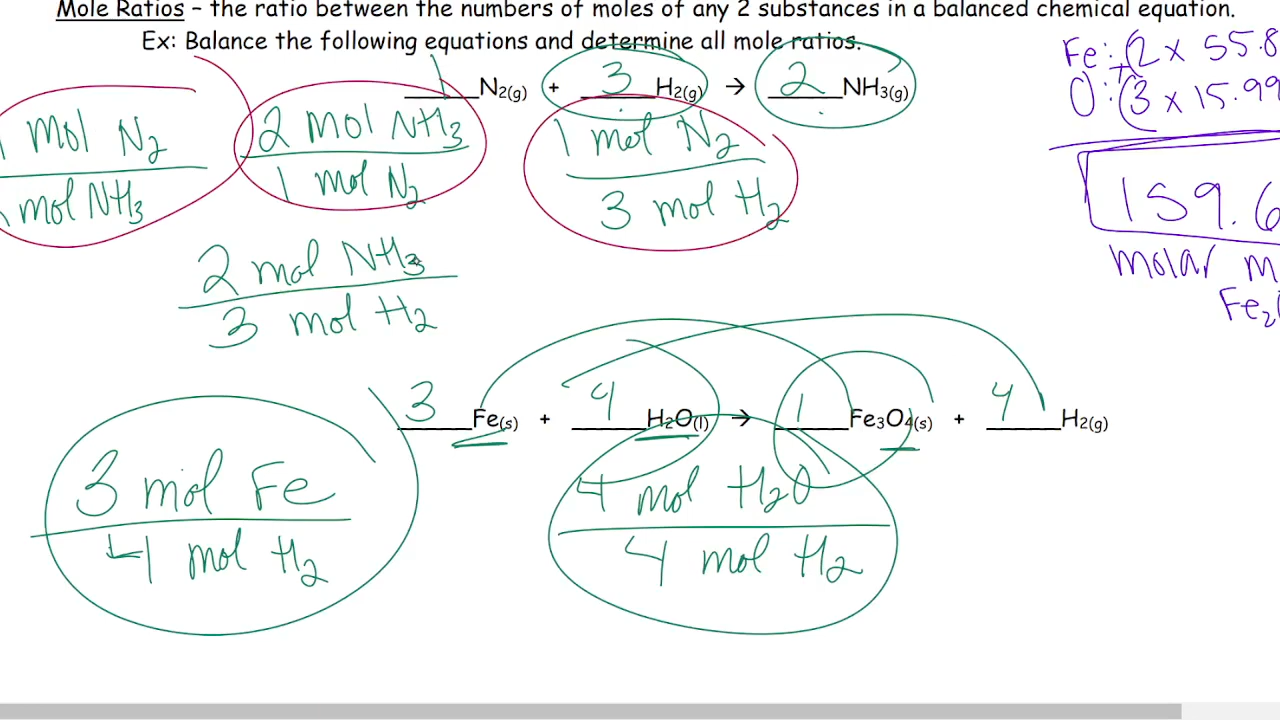 Mole Ratios – the ratio between the numbers of moles of any 2 substances in a balanced chemical equation.
Ex: Balance the following equations and determine all mole ratios.
1 N2(g) + 3 H2(g) → 2 NH3(g)
mol N2
mol NH3
2 mol NH3
1 mol N2
1 mol N2
3 mol H2
2 mol NH3
3 mol H2
Fe: (2 x 55.8
+
O: (3 x 15.99
159.6
molar m
Fe2
3 Fe(s) + 4 H2O(l) → 1 Fe3O4(s) + 4 H2(g)
3 mol Fe
4 mol H2
4 mol H2O
4 mol H2